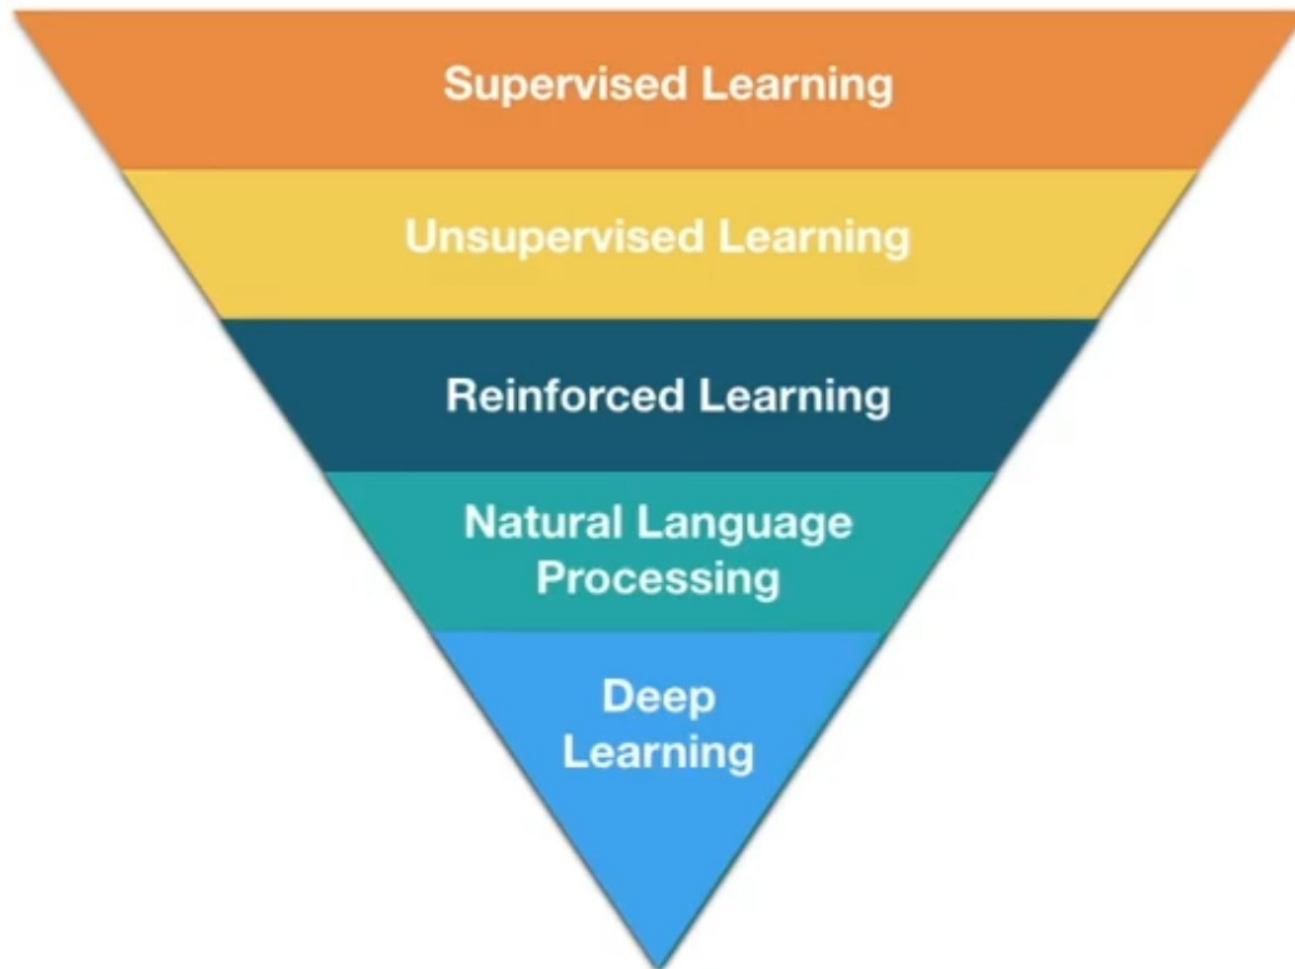 Supervised Learning
Unsupervised Learning
Reinforced Learning
Natural Language
Processing
Deep
Learning